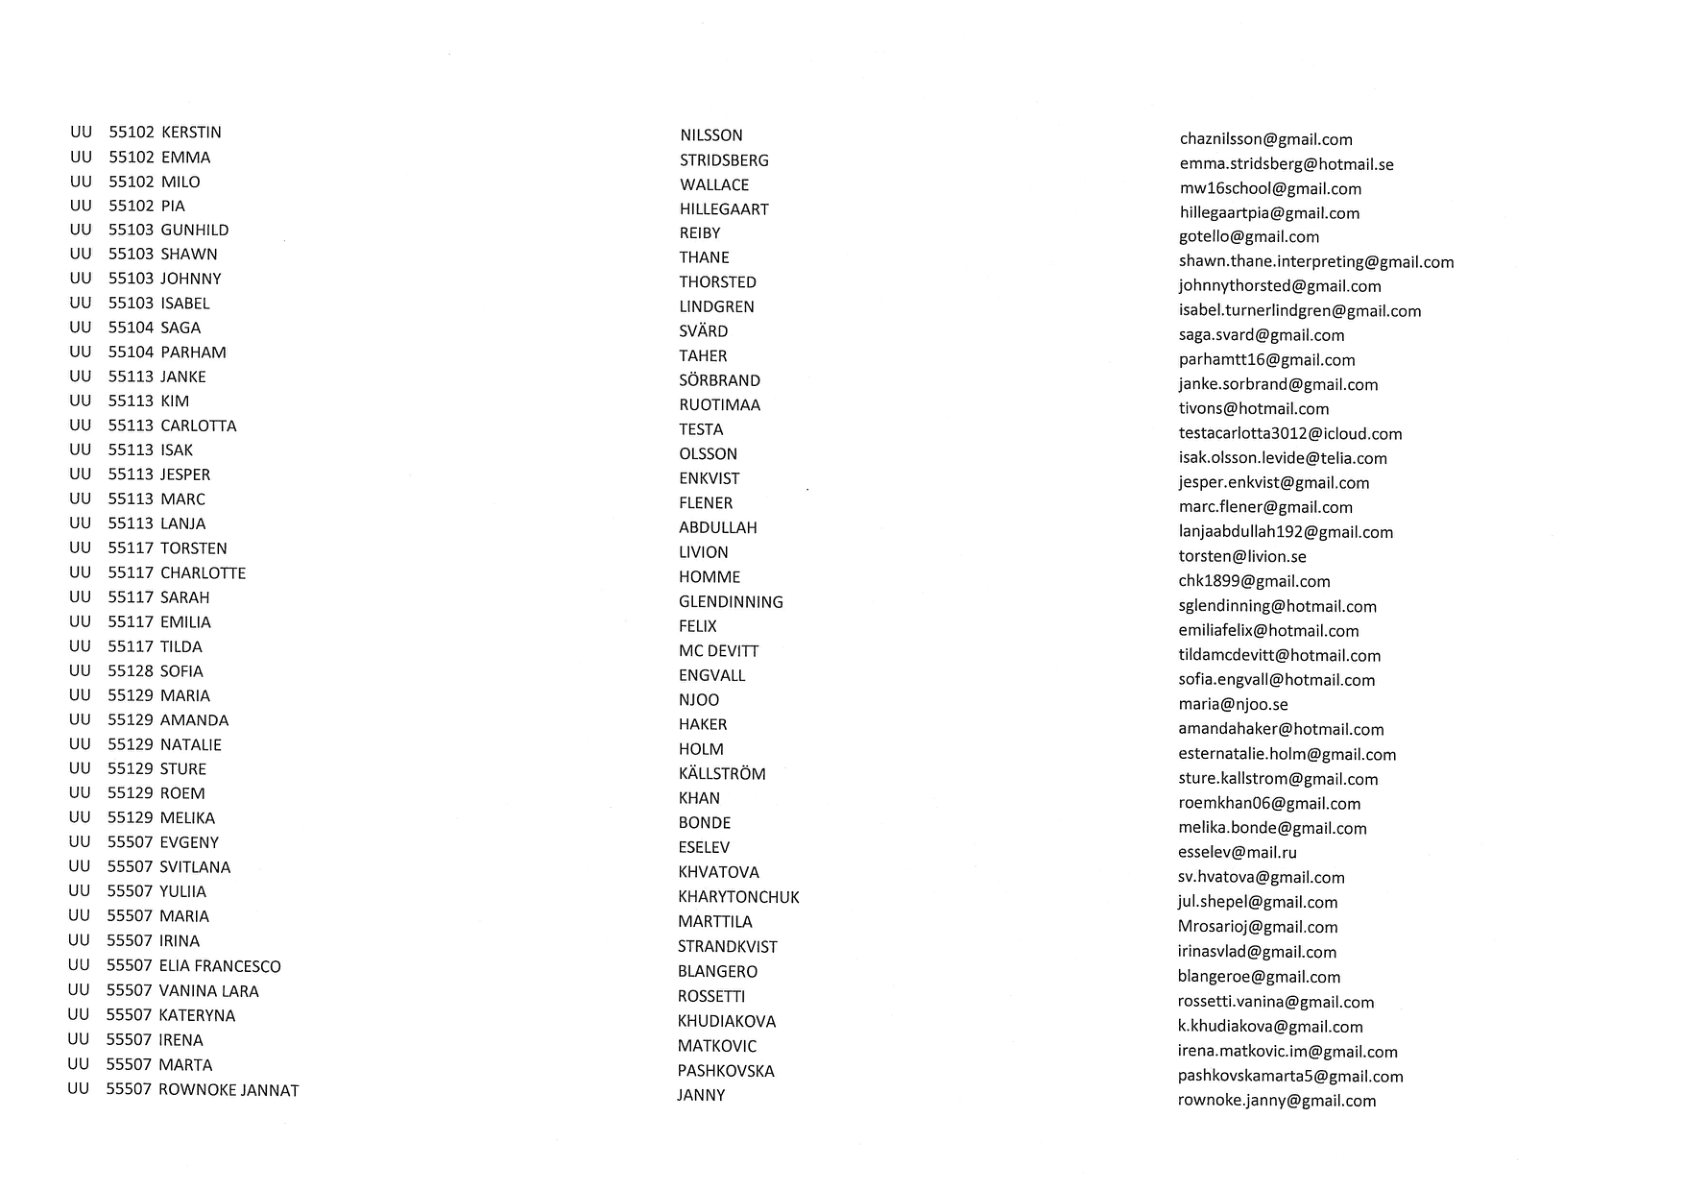 UU 55102 KERSTIN NILSSON chaznilsson@gmail.com
UU 55102 EMMA STRIDSBERG emma.stridsberg@hotmail.se
UU 55102 MILO WALLACE mw16school@gmail.com
UU 55102 PIA HILLEGAART hillegaartpia@gmail.com
UU 55103 GUNHILD REIBY gotello@gmail.com
UU 55103 SHAWN THANE shawn.thane.interpreting@gmail.com
UU 55103 JOHNNY THORSTED johnnythorsted@gmail.com
UU 55103 ISABEL LINDGREN isabel.turnerlindgren@gmail.com
UU 55104 SAGA SVÄRD saga.svard@gmail.com
UU 55104 PARHAM TAHER parhamtt16@gmail.com
UU 55113 JANKE SÖRBRAND janke.sorbrand@gmail.com
UU 55113 KIM RUOTIMAA tivons@hotmail.com
UU 55113 CARLOTTA TESTA testacarlotta3012@icloud.com
UU 55113 ISAK OLSSON isak.olsson.levide@telia.com
UU 55113 JESPER ENKVIST jesper.enkvist@gmail.com
UU 55113 MARC FLENER marc.flener@gmail.com
UU 55113 LANJA ABDULLAH lanjaabdullah192@gmail.com
UU 55117 TORSTEN LIVION torsten@livion.se
UU 55117 CHARLOTTE HOMME chk1899@gmail.com
UU 55117 SARAH GLENDINNING sglendinning@hotmail.com
UU 55117 EMILIA FELIX emiliafelix@hotmail.com
UU 55117 TILDA MC DEVITT tildamcdevitt@hotmail.com
UU 55128 SOFIA ENGVALL sofia.engvall@hotmail.com
UU 55129 MARIA NJOO maria@njoo.se
UU 55129 AMANDA HAKER amandahaker@hotmail.com
UU 55129 NATALIE HOLM esternatalie.holm@gmail.com
UU 55129 STURE KÄLLSTRÖM sture.kallstrom@gmail.com
UU 55129 ROEM KHAN roemkhan06@gmail.com
UU 55129 MELIKA BONDE melika.bonde@gmail.com
UU 55507 EVGENY ESELEV esselev@mail.ru
UU 55507 SVITLANA KHVATOVA sv.hvatova@gmail.com
UU 55507 YULIIA KHARYTONCHUK jul.shepel@gmail.com
UU 55507 MARIA MARTTILA Mrosarioj@gmail.com
UU 55507 IRINA STRANDKVIST irinasvlad@gmail.com
UU 55507 ELIA FRANCESCO BLANGERO blangeroe@gmail.com
UU 55507 VANINA LARA ROSSETTI rossetti.vanina@gmail.com
UU 55507 KATERYNA KHUDIAKOVA k.khudiakova@gmail.com
UU 55507 IRENA MATKOVIC irena.matkovic.im@gmail.com
UU 55507 MARTA PASHKOVSKA pashkovskamarta5@gmail.com
UU 55507 ROWNOKE JANNAT JANNY rownoke.janny@gmail.com